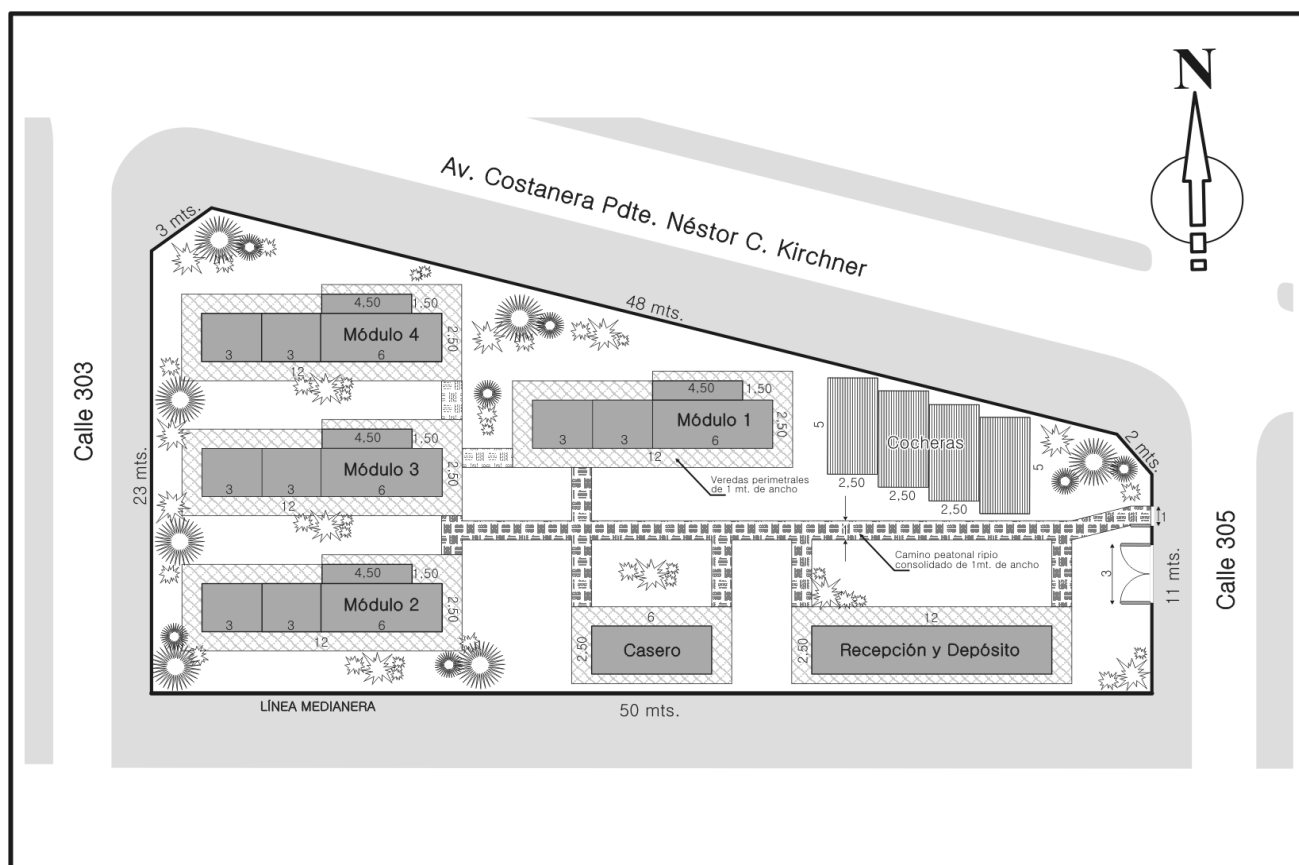 N
Av. Costanera Pdte. Néstor C. Kirchner
3 mts.
48 mts.
4.50
1.50
Módulo 4
2,50
3
3
6
12
Calle 303
4.50
1.50
Módulo 1
2,50
3
3
6
12
5
Cocheras
5
2,50
2,50
2,50
2 mts.
4.50
1.50
Módulo 3
2,50
3
3
6
12
23 mts.
Veredas perimetrales
de 1 mt. de ancho
1
1
Camino peatonal ripio
consolidado de 1mt. de ancho
3
11 mts.
Calle 305
4.50
1.50
Módulo 2
2,50
3
3
6
12
6
2,50
Casero
12
2,50
Recepción y Depósito
LÍNEA MEDIANERA
50 mts.